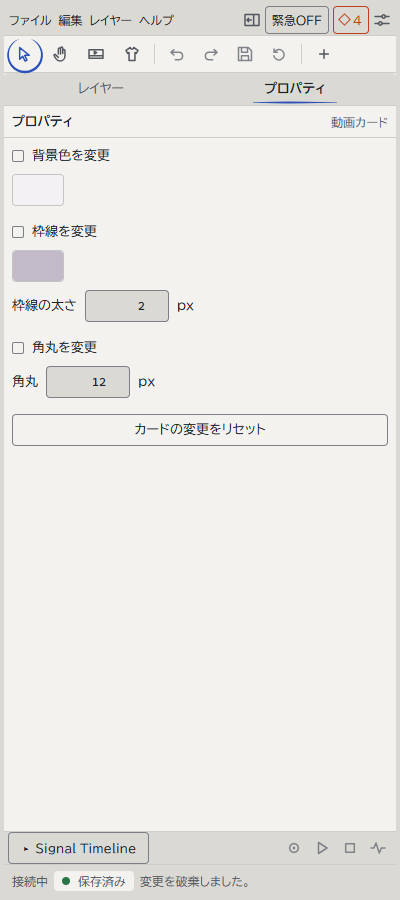 ファイル 編集 レイヤー ヘルプ 緊急OFF 4
レイヤー プロパティ
プロパティ 動画カード
背景色を変更
枠線を変更
枠線の太さ 2 px
角丸を変更
角丸 12 px
カードの変更をリセット
Signal Timeline
接続中 保存済み 変更を破棄しました。